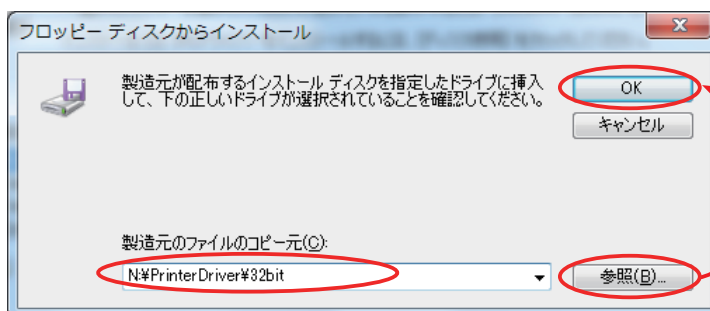 フロッピー ディスクからインストール
製造元が配布するインストール ディスクを指定したドライブに挿入
して、下の正しいドライブが選択されていることを確認してください。
OK
キャンセル
製造元のファイルのコピー元(C):
N:¥PrinterDriver¥32bit
参照(B)...